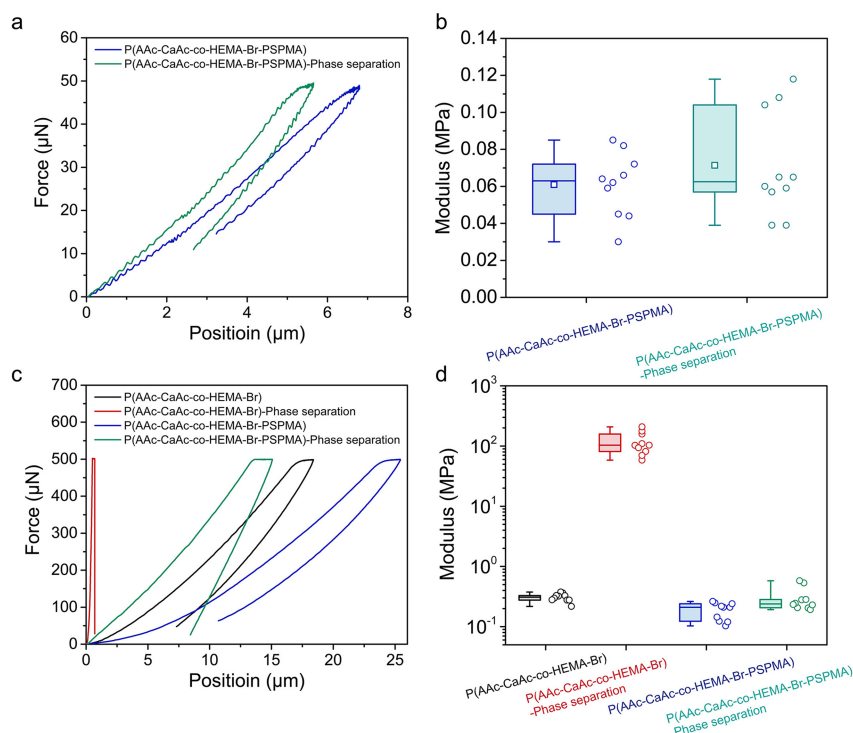 a
60
50
40
30
20
10
0
Force (µN)
P(AAc-CaAc-co-HEMA-Br-PSPMA)
P(AAc-CaAc-co-HEMA-Br-PSPMA)-Phase separation
0 2 4 6 8
Positioin (µm)
b
0.14
0.12
0.10
0.08
0.06
0.04
0.02
0.00
Modulus (MPa)
P(AAc-CaAc-co-HEMA-Br-PSPMA)
P(AAc-CaAc-co-HEMA-Br-PSPMA)
-Phase separation
c
700
600
500
400
300
200
100
0
Force (µN)
P(AAc-CaAc-co-HEMA-Br)
P(AAc-CaAc-co-HEMA-Br)-Phase separation
P(AAc-CaAc-co-HEMA-Br-PSPMA)
P(AAc-CaAc-co-HEMA-Br-PSPMA)-Phase separation
0 5 10 15 20 25
Positioin (µm)
d
10³
10²
10¹
10⁰
10⁻¹
Modulus (MPa)
P(AAc-CaAc-co-HEMA-Br)
P(AAc-CaAc-co-HEMA-Br)
-Phase separation
P(AAc-CaAc-co-HEMA-Br-PSPMA)
P(AAc-CaAc-co-HEMA-Br-PSPMA)
Phase separation